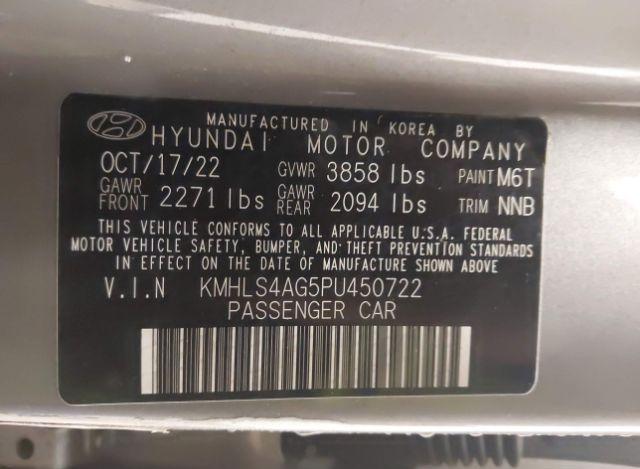 MANUFACTURED IN KOREA BY
HYUNDAI MOTOR COMPANY
OCT/17/22 GVWR 3858 lbs PAINT M6T
GAWR FRONT 2271 lbs GAWR REAR 2094 lbs TRIM NNB
THIS VEHICLE CONFORMS TO ALL APPLICABLE U.S.A. FEDERAL
MOTOR VEHICLE SAFETY, BUMPER, AND THEFT PREVENTION STANDARDS
IN EFFECT ON THE DATE OF MANUFACTURE SHOWN ABOVE
V.I.N KMHLS4AG5PU450722
PASSENGER CAR